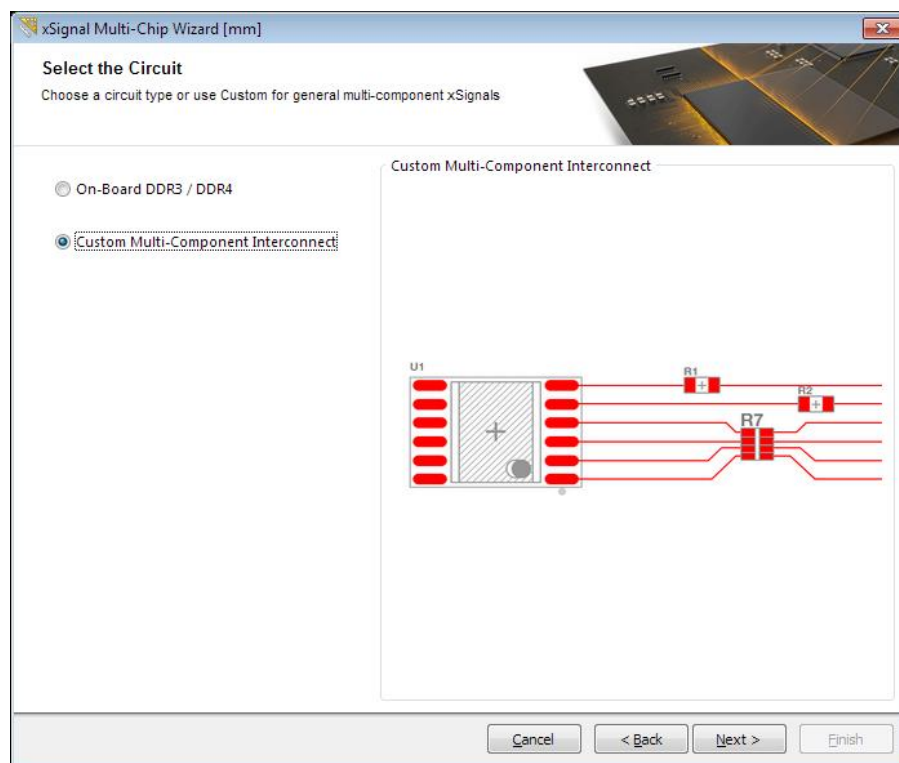 xSignal Multi-Chip Wizard [mm]
Select the Circuit
Choose a circuit type or use Custom for general multi-component xSignals
On-Board DDR3 / DDR4
Custom Multi-Component Interconnect
Custom Multi-Component Interconnect
U1
R1
R2
R7
Cancel
< Back
Next >
Finish